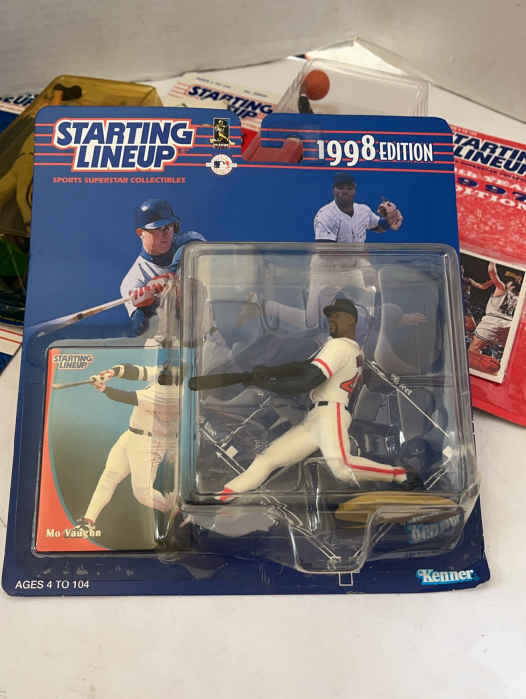 STARTING
LINEUP
SPORTS SUPERSTAR COLLECTIBLES
1998 EDITION
STARTING
LINEUP
Mo Vaughn
AGES 4 TO 104
Kenner
STARTING
STARTING
LINEUP